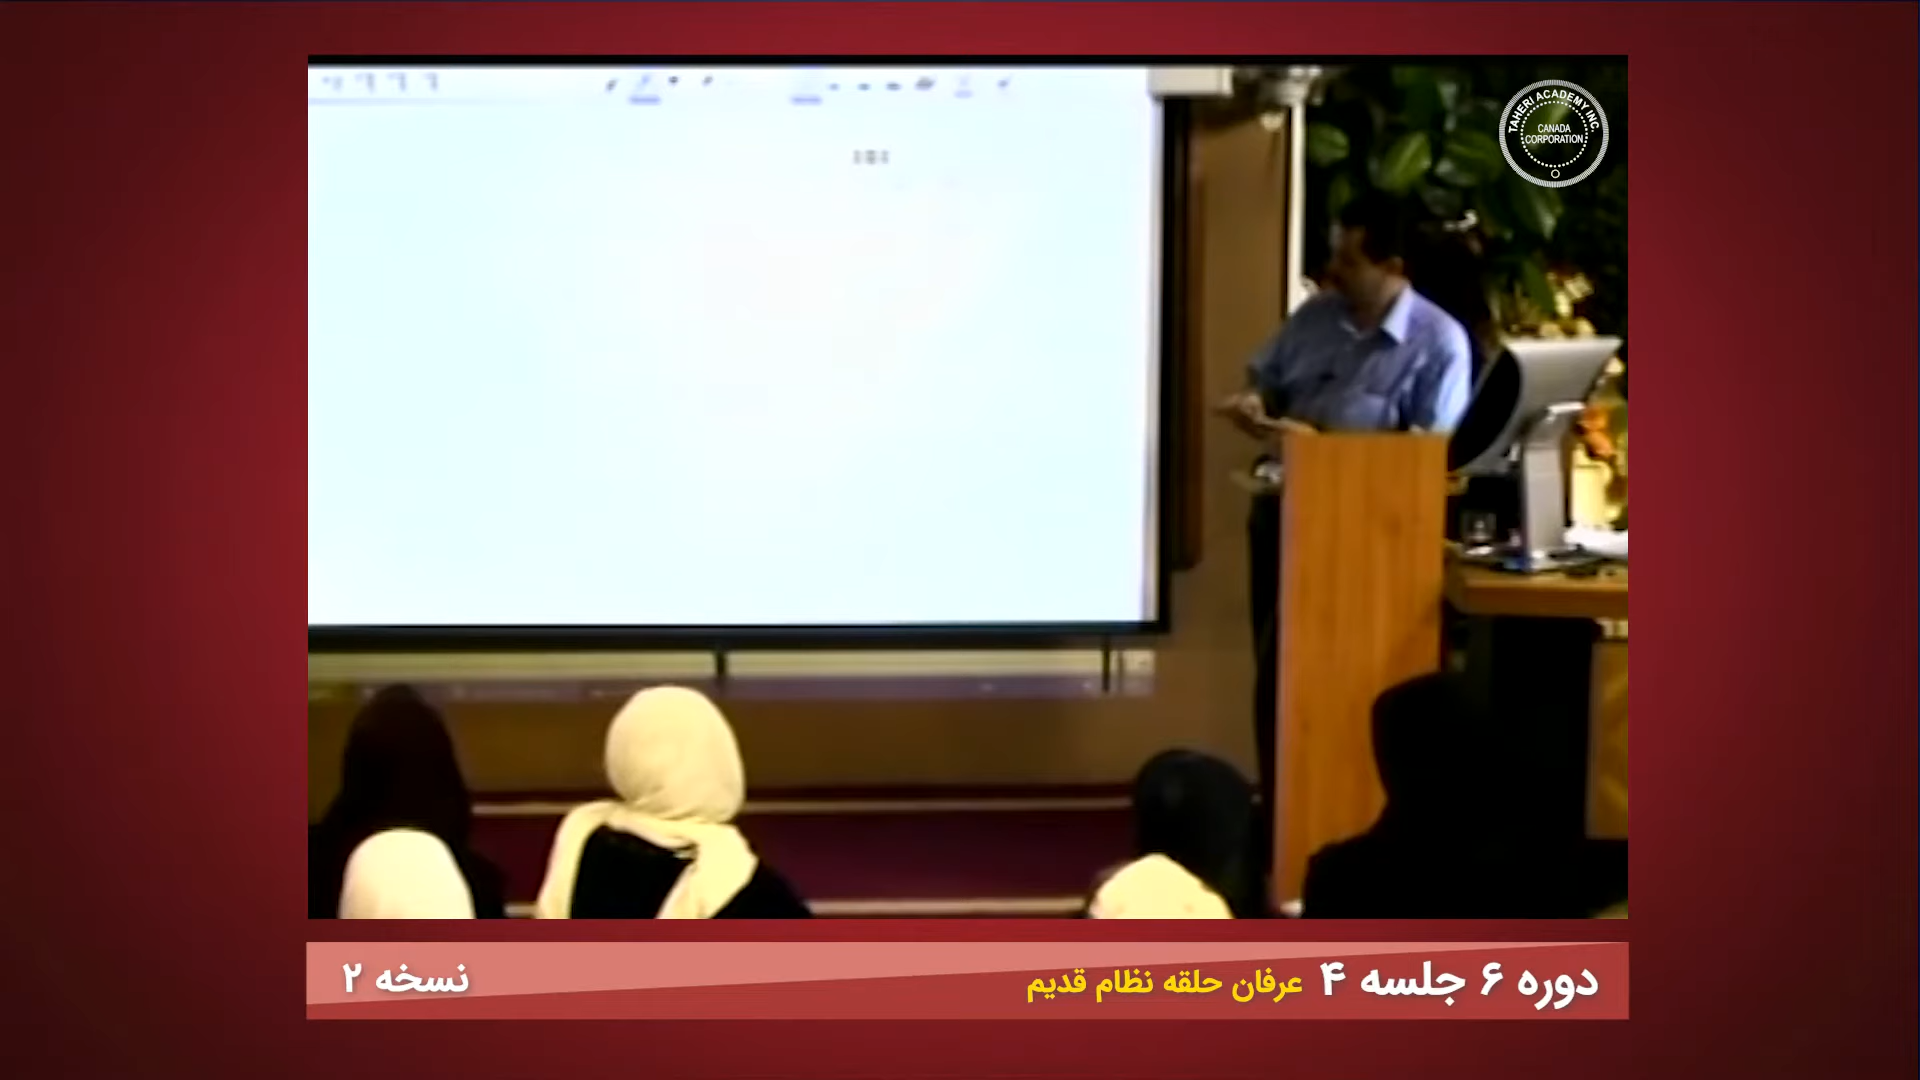 TAHERI ACADEMY INC.
CANADA
CORPORATION
دوره ۶ جلسه ۴ عرفان حلقه نظام قدیم
نسخه ۲